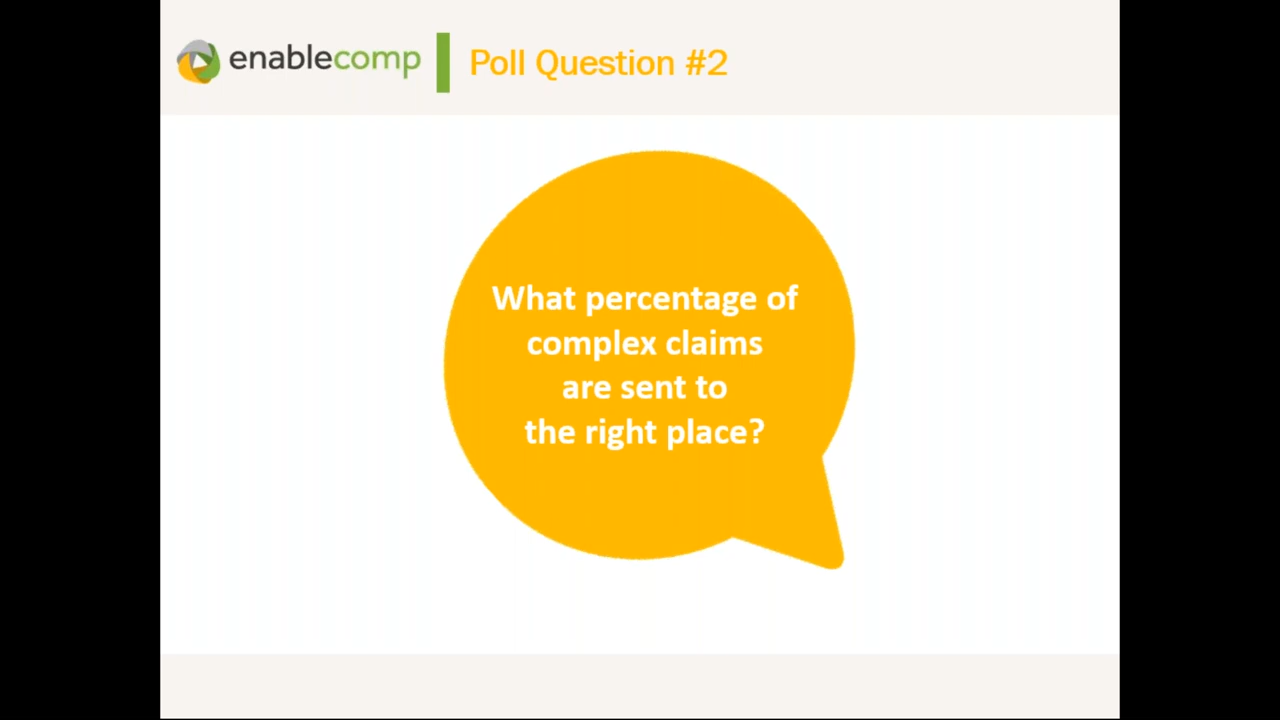 enablecomp
Poll Question #2
What percentage of
complex claims
are sent to
the right place?